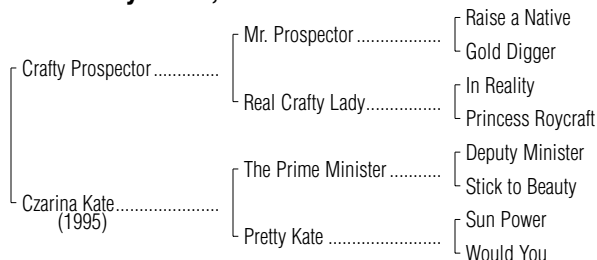 Raise a Native
Mr. Prospector ..................
Gold Digger
Crafty Prospector ..............
In Reality
Real Crafty Lady................
Princess Roycraft
Deputy Minister
The Prime Minister ...........
Stick to Beauty
Czarina Kate......................
(1995)
Sun Power
Pretty Kate ........................
Would You